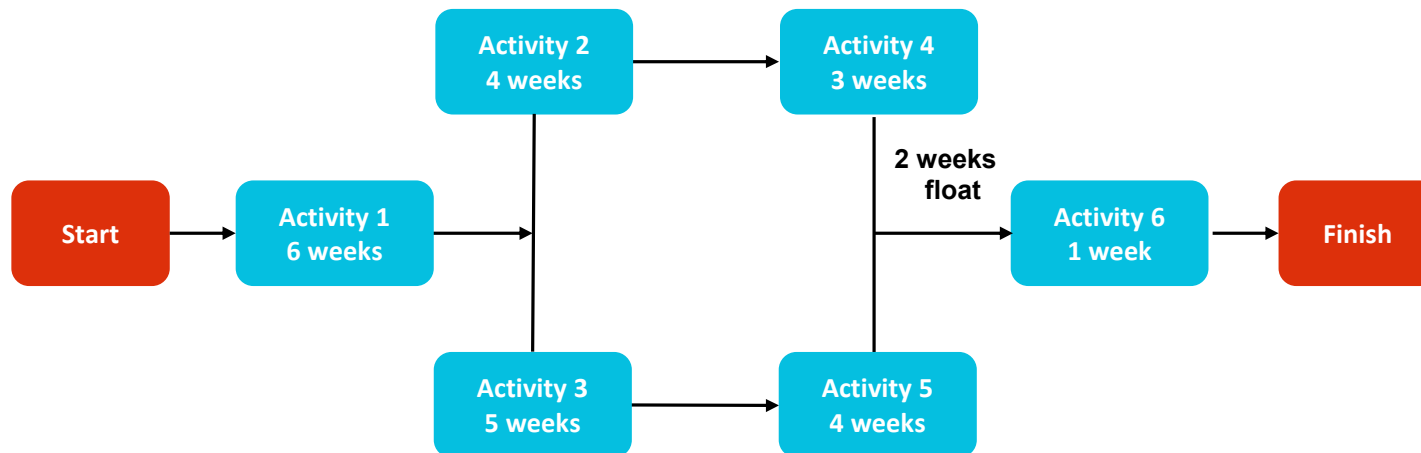 Start
Activity 1
6 weeks
Activity 2
4 weeks
Activity 3
5 weeks
Activity 4
3 weeks
Activity 5
4 weeks
2 weeks
float
Activity 6
1 week
Finish